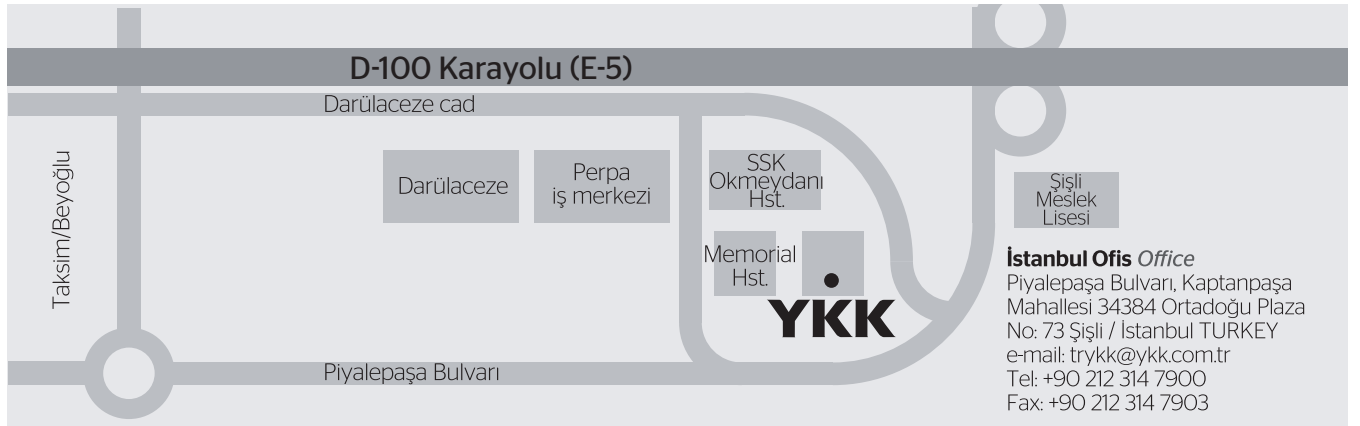 D-100 Karayolu (E-5)
Darülaceze cad
Taksim/Beyoğlu
Darülaceze
Perpa
iş merkezi
SSK
Okmeydanı
Hst.
Şişli
Meslek
Lisesi
Memorial
Hst.
YKK
Piyalepaşa Bulvarı
İstanbul Ofis Office
Piyalepaşa Bulvarı, Kaptanpaşa
Mahallesi 34384 Ortadoğu Plaza
No: 73 Şişli / İstanbul TURKEY
e-mail: trykk@ykk.com.tr
Tel: +90 212 314 7900
Fax: +90 212 314 7903